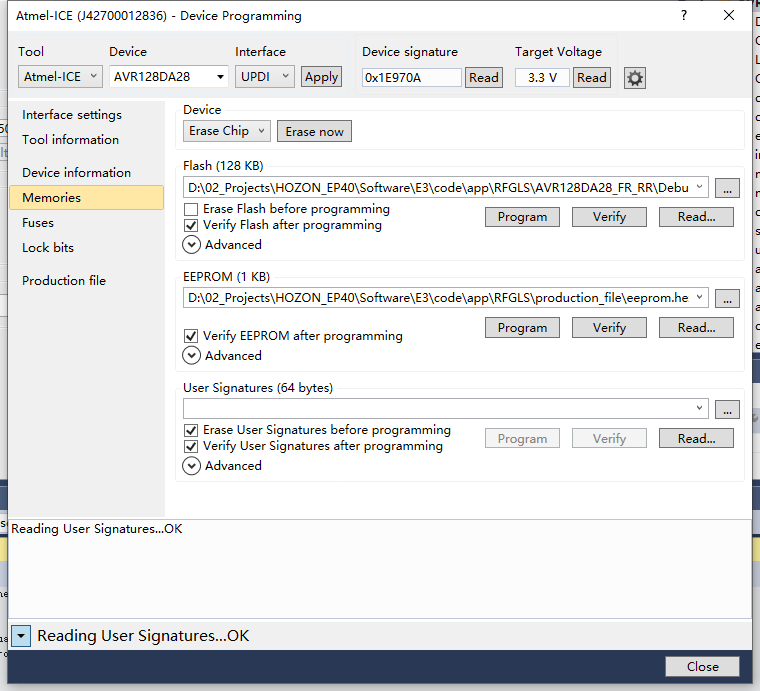 Atmel-ICE (J42700012836) - Device Programming
Tool Device Interface Device signature Target Voltage
Atmel-ICE AVR128DA28 UPDI Apply 0x1E970A Read 3.3 V Read
Interface settings
Tool information
Device information
Memories
Fuses
Lock bits
Production file
Device
Erase Chip Erase now
Flash (128 KB)
D:\02_Projects\HOZON_EP40\Software\E3\code\app\RFGLS\AVR128DA28_FR_RR\Debu ...
Erase Flash before programming
Verify Flash after programming
Program Verify Read...
Advanced
EEPROM (1 KB)
D:\02_Projects\HOZON_EP40\Software\E3\code\app\RFGLS\production_file\eeprom.he ...
Verify EEPROM after programming
Program Verify Read...
Advanced
User Signatures (64 bytes)
...
Erase User Signatures before programming
Verify User Signatures after programming
Program Verify Read...
Advanced
Reading User Signatures...OK
Reading User Signatures...OK
Close